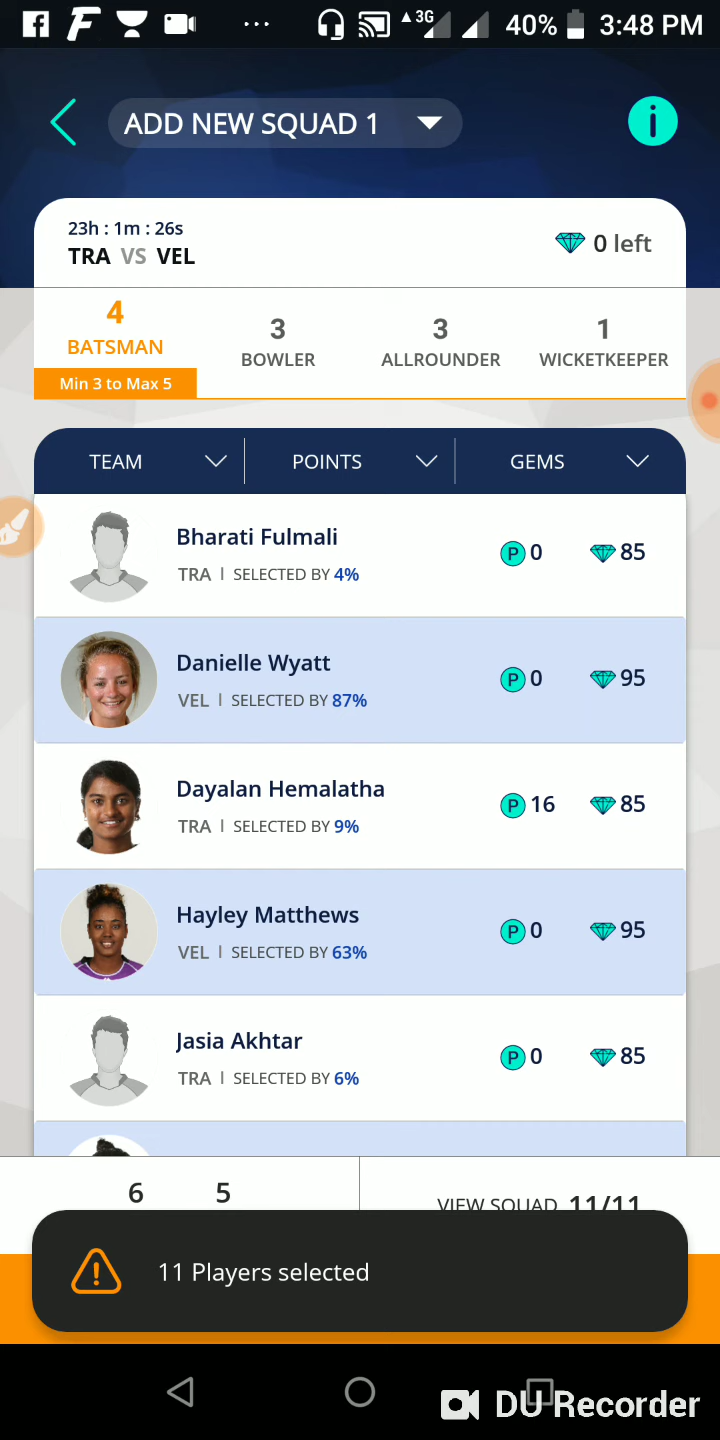 3G 40% 3:48 PM
ADD NEW SQUAD 1
i
23h : 1m : 26s
TRA VS VEL
0 left
4 BATSMAN
Min 3 to Max 5
3 BOWLER
3 ALLROUNDER
1 WICKETKEEPER
TEAM POINTS GEMS
Bharati Fulmali
P 0 85
TRA | SELECTED BY 4%
Danielle Wyatt
P 0 95
VEL | SELECTED BY 87%
Dayalan Hemalatha
P 16 85
TRA | SELECTED BY 9%
Hayley Matthews
P 0 95
VEL | SELECTED BY 63%
Jasia Akhtar
P 0 85
TRA | SELECTED BY 6%
6 5
VIEW SQUAD 11/11
11 Players selected
DU Recorder